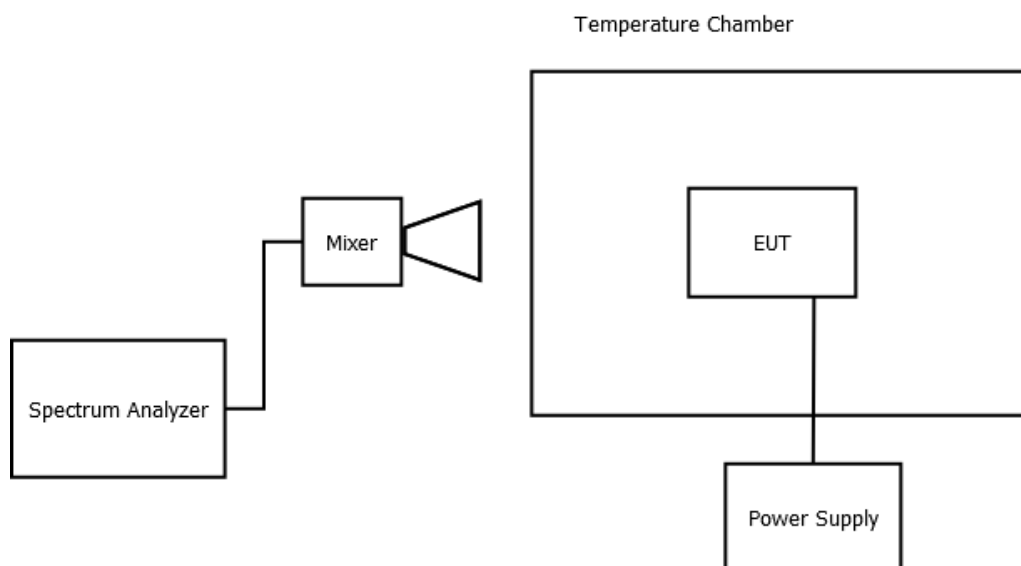 Temperature Chamber
Mixer
EUT
Spectrum Analyzer
Power Supply